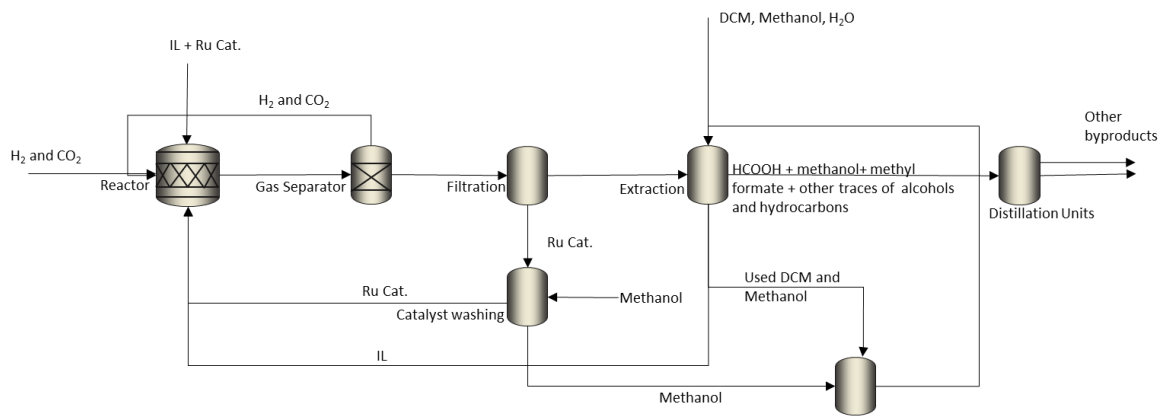 DCM, Methanol, H₂O
IL + Ru Cat.
H₂ and CO₂
Other
byproducts
H₂ and CO₂
Reactor
Gas Separator
Filtration
Extraction
HCOOH + methanol+ methyl
formate + other traces of alcohols
and hydrocarbons
Distillation Units
Ru Cat.
Used DCM and
Methanol
Ru Cat.
Methanol
Catalyst washing
IL
Methanol